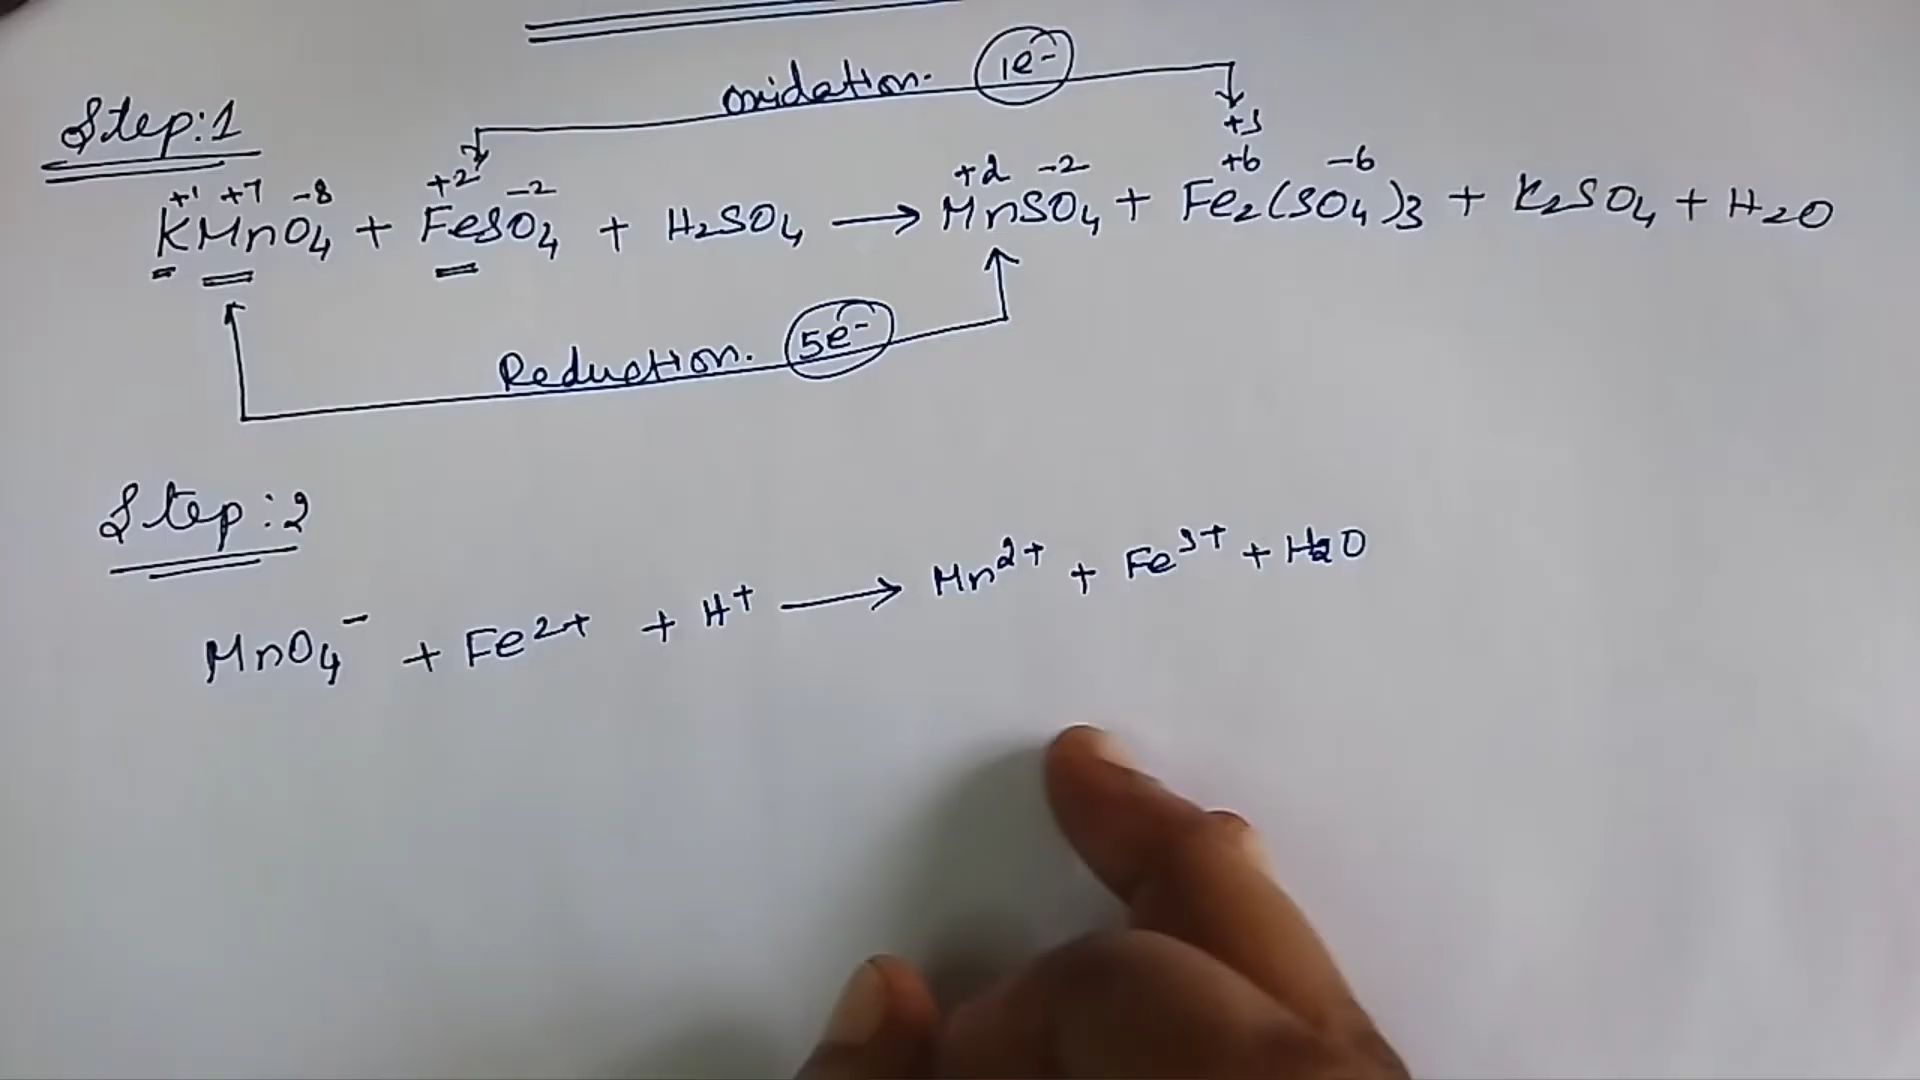 Oxidation. 1e-
Step:1
+3
+1 +7 -8 +2 -2 +2 -2 +6 -6
KMnO4 + FeSO4 + H2SO4 → MnSO4 + Fe2(SO4)3 + K2SO4 + H2O
Reduction. 5e-
Step:2
MnO4⁻ + Fe²⁺ + H⁺ → Mn²⁺ + Fe³⁺ + H2O